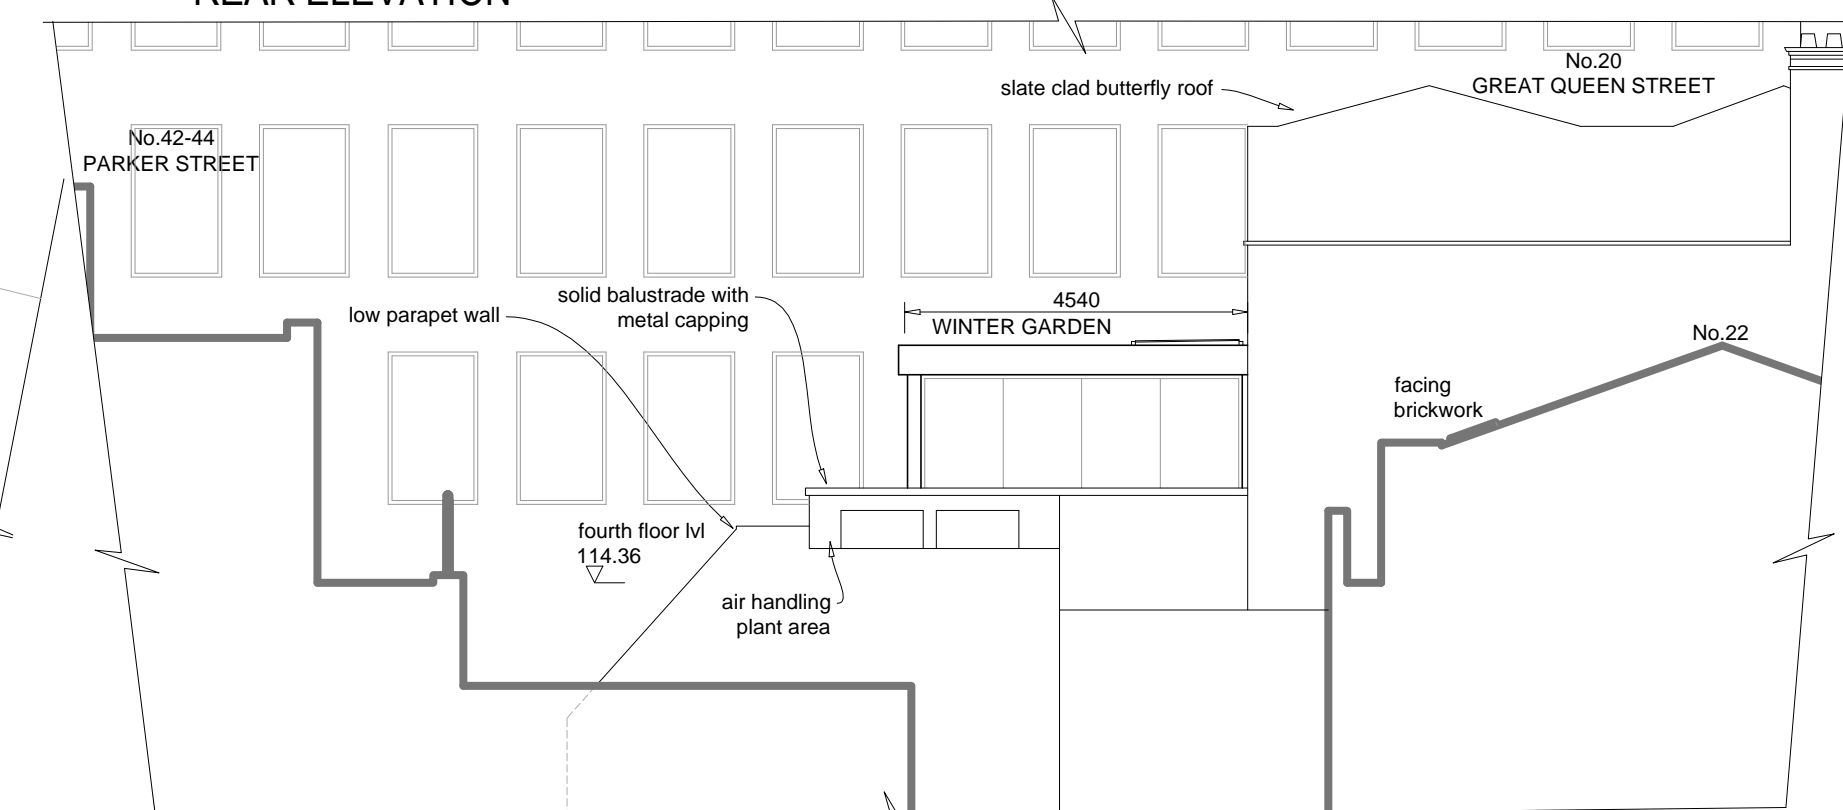 REAR ELEVATION
No.20
GREAT QUEEN STREET
slate clad butterfly roof
No.42-44
PARKER STREET
solid balustrade with
metal capping
low parapet wall
4540
WINTER GARDEN
No.22
facing
brickwork
fourth floor lvl
114.36
air handling
plant area